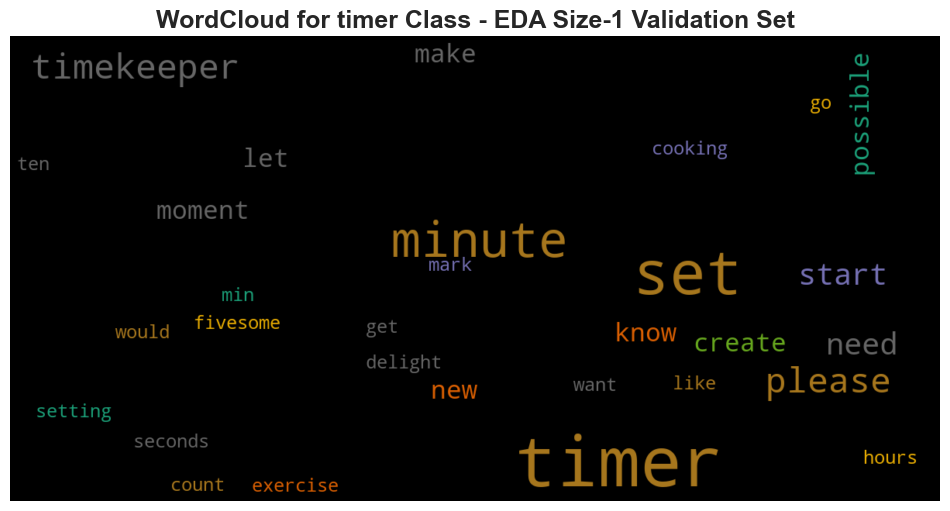 WordCloud for timer Class - EDA Size-1 Validation Set
timekeeper
make
possible
go
cooking
ten
let
moment
minute
mark
set
start
min
fivesome
would
get
know
create
need
delight
new
want
like
please
setting
seconds
timer
hours
count
exercise